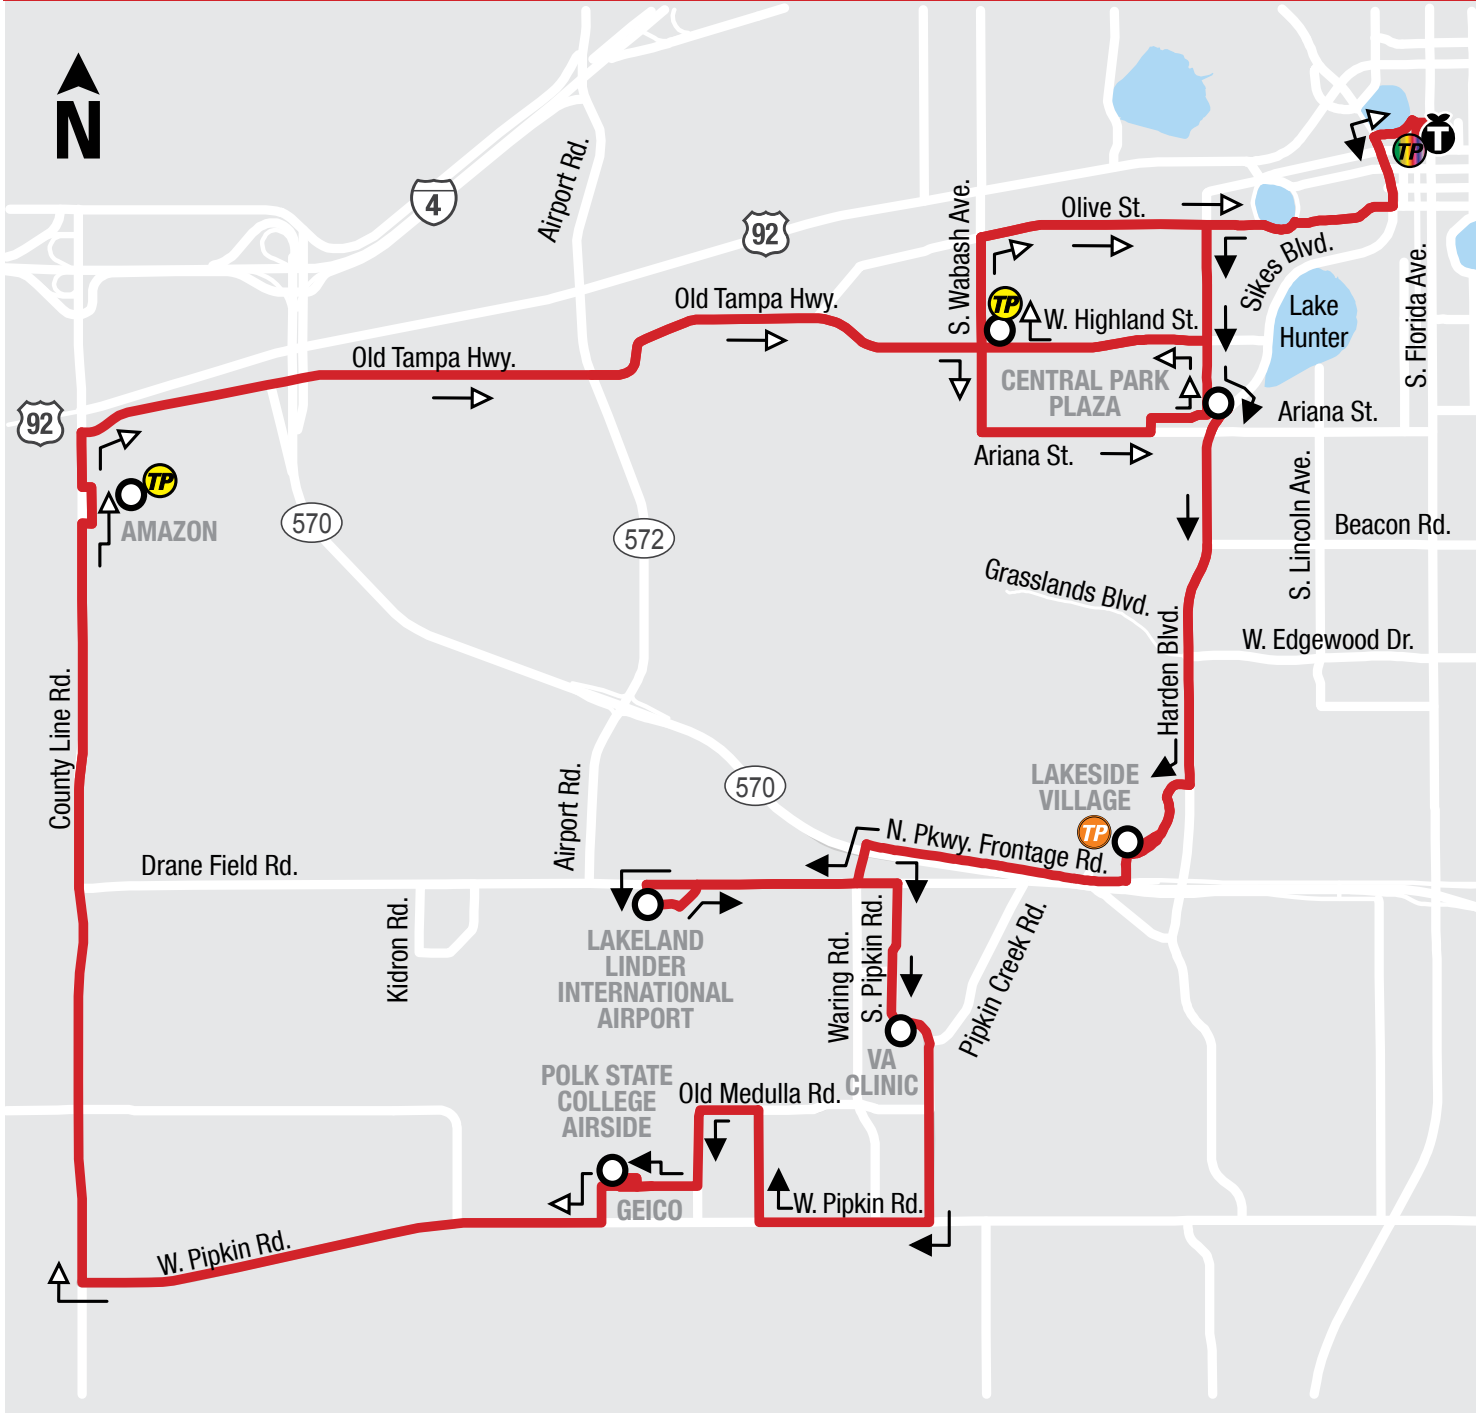 N
4
Airport Rd.
92
S. Wabash Ave.
Olive St.
Sikes Blvd.
TP
T
S. Florida Ave.
Lake
Hunter
Old Tampa Hwy.
TP
W. Highland St.
Old Tampa Hwy.
CENTRAL PARK
PLAZA
92
Ariana St.
Ariana St.
TP
AMAZON
570
572
S. Lincoln Ave.
Beacon Rd.
Grasslands Blvd.
Harden Blvd.
W. Edgewood Dr.
County Line Rd.
LAKESIDE
VILLAGE
TP
570
Airport Rd.
N. Pkwy. Frontage Rd.
Drane Field Rd.
Kidron Rd.
LAKELAND
LINDER
INTERNATIONAL
AIRPORT
Waring Rd.
S. Pipkin Rd.
Pipkin Creek Rd.
VA
CLINIC
POLK STATE
COLLEGE
AIRSIDE
Old Medulla Rd.
GEICO
W. Pipkin Rd.
W. Pipkin Rd.